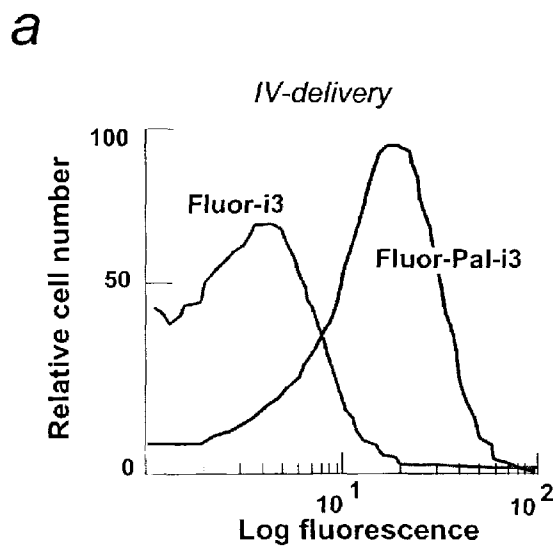 a
IV-delivery
100
Fluor-i3
Fluor-Pal-i3
50
Relative cell number
0
10^1
10^2
Log fluorescence